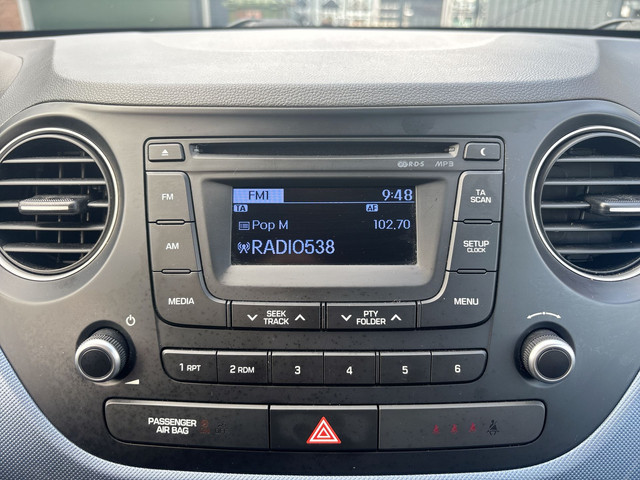 RDS MP3
FM
FM1 9:48
TA AF
TA SCAN
Pop M 102.70
AM
RADIO538
SETUP CLOCK
MEDIA
SEEK TRACK
PTY FOLDER
MENU
1 RPT 2 RDM 3 4 5 6
PASSENGER AIR BAG